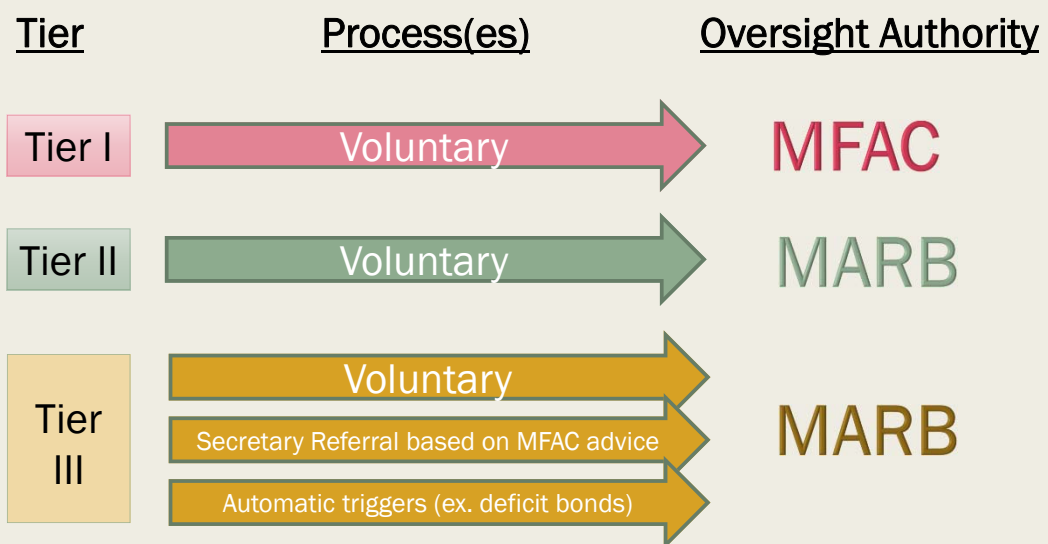 Tier
Process(es)
Oversight Authority
Tier I
Voluntary
MFAC
Tier II
Voluntary
MARB
Tier
III
Voluntary
Secretary Referral based on MFAC advice
Automatic triggers (ex. deficit bonds)
MARB